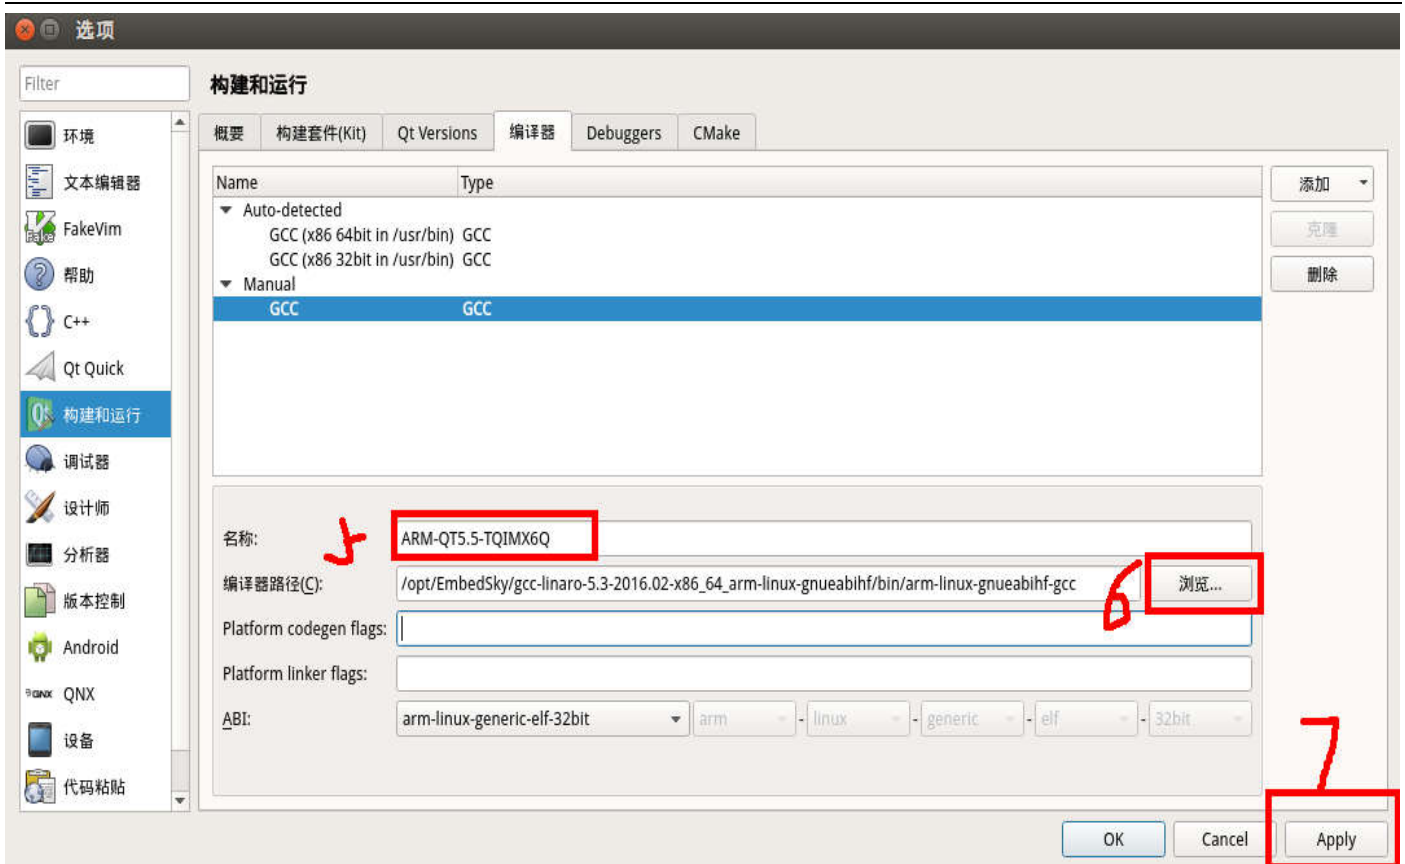 选项
Filter
构建和运行
环境
文本编辑器
FakeVim
帮助
C++
Qt Quick
构建和运行
调试器
设计师
分析器
版本控制
Android
QNX
设备
代码粘贴
概要 构建套件(Kit) Qt Versions 编译器 Debuggers CMake
Name Type
Auto-detected
GCC (x86 64bit in /usr/bin) GCC
GCC (x86 32bit in /usr/bin) GCC
Manual
GCC GCC
添加
克隆
删除
5
名称: ARM-QT5.5-TQIMX6Q
编译器路径(C): /opt/EmbedSky/gcc-linaro-5.3-2016.02-x86_64_arm-linux-gnueabihf/bin/arm-linux-gnueabihf-gcc 浏览...
6
Platform codegen flags:
Platform linker flags:
ABI: arm-linux-generic-elf-32bit arm - linux - generic - elf - 32bit
7
OK Cancel Apply